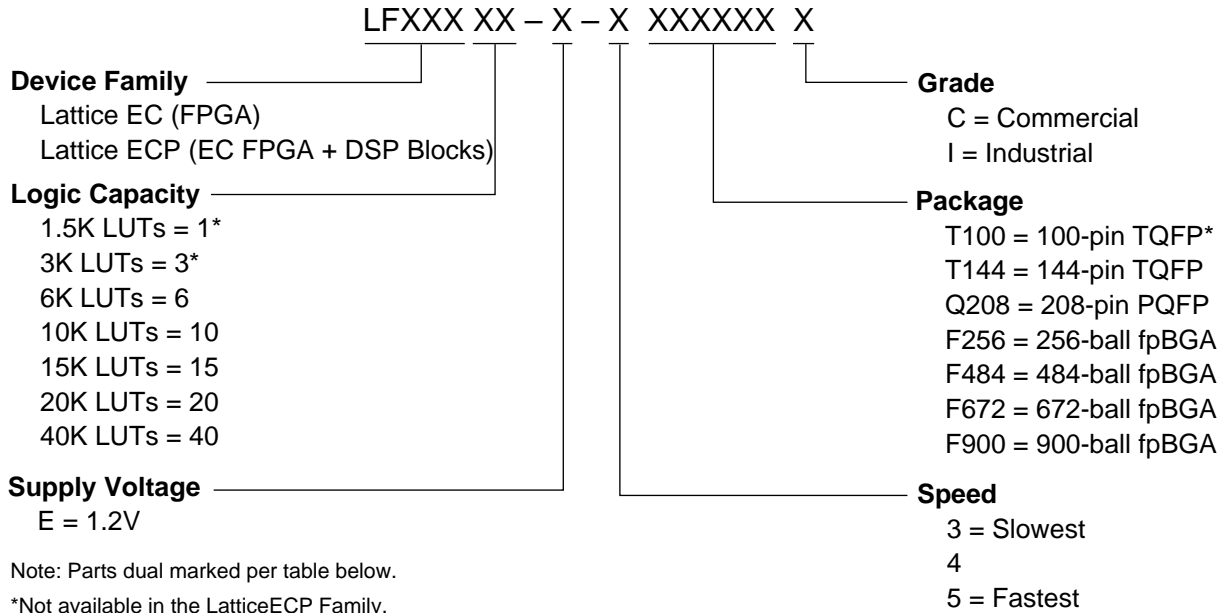 LFXXX XX – X – X XXXXXX X
Device Family
Lattice EC (FPGA)
Lattice ECP (EC FPGA + DSP Blocks)
Logic Capacity
1.5K LUTs = 1*
3K LUTs = 3*
6K LUTs = 6
10K LUTs = 10
15K LUTs = 15
20K LUTs = 20
40K LUTs = 40
Supply Voltage
E = 1.2V
Note: Parts dual marked per table below.
*Not available in the LatticeECP Family.
Grade
C = Commercial
I = Industrial
Package
T100 = 100-pin TQFP*
T144 = 144-pin TQFP
Q208 = 208-pin PQFP
F256 = 256-ball fpBGA
F484 = 484-ball fpBGA
F672 = 672-ball fpBGA
F900 = 900-ball fpBGA
Speed
3 = Slowest
4
5 = Fastest